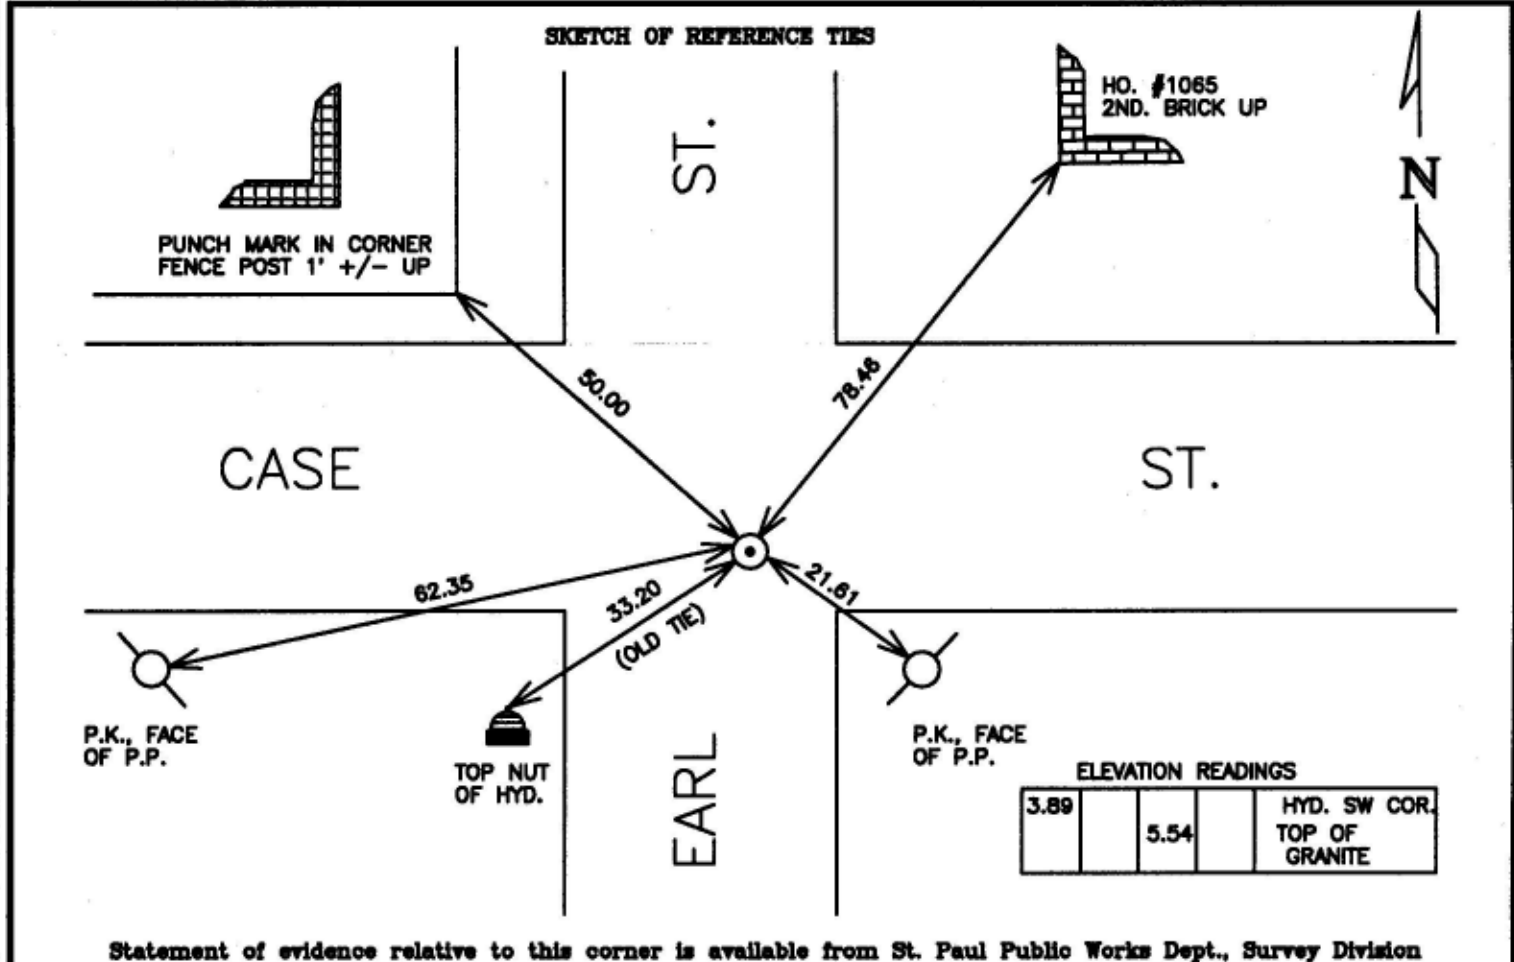 SKETCH OF REFERENCE TIES
HO. #1065
2ND. BRICK UP
ST.
N
PUNCH MARK IN CORNER
FENCE POST 1' +/- UP
50.00
78.46
CASE
ST.
62.35
33.20
(OLD TIE)
21.61
P.K., FACE
OF P.P.
TOP NUT
OF HYD.
EARL
P.K., FACE
OF P.P.
ELEVATION READINGS
3.89 HYD. SW COR.
5.54 TOP OF
GRANITE
Statement of evidence relative to this corner is available from St. Paul Public Works Dept., Survey Division